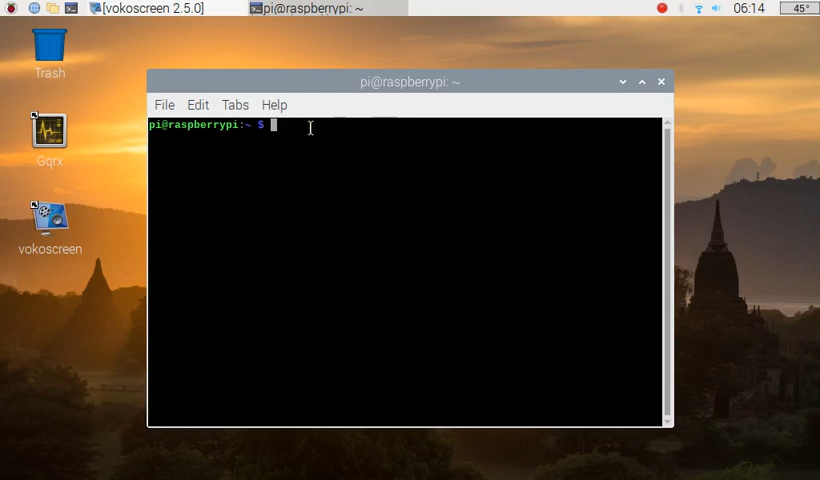 [vokoscreen 2.5.0] pi@raspberrypi: ~ 06:14 45°
Trash
Gqrx
vokoscreen
pi@raspberrypi: ~
File Edit Tabs Help
pi@raspberrypi:~ $